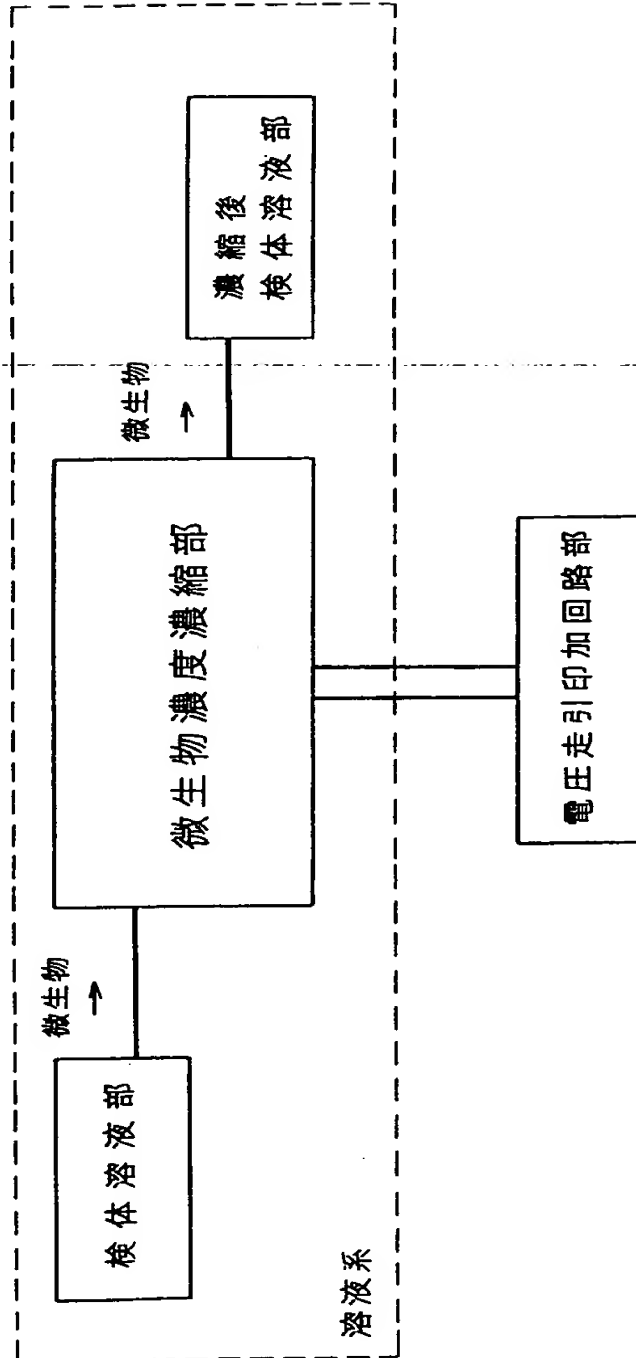 検体溶液部
微生物
→
微生物濃度濃縮部
微生物
→
濃縮後
検体溶液部
溶液系
電圧走引印加回路部